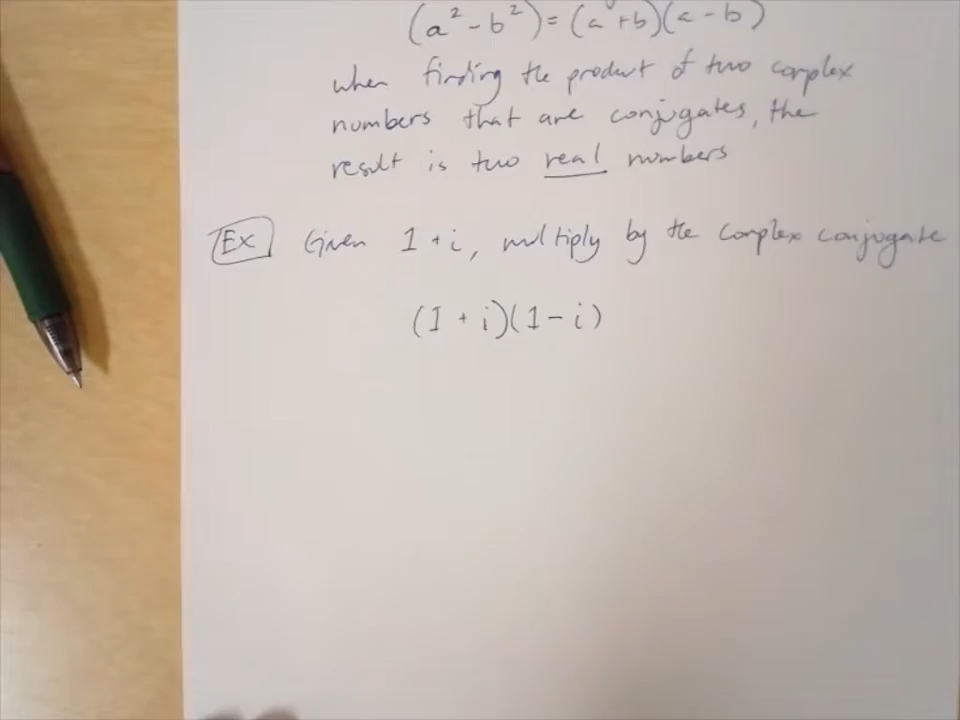 (a² - b²) = (a + b)(a - b)
when finding the product of two complex
numbers that are conjugates, the
result is two real numbers
Ex Given 1 + i, multiply by the complex conjugate
(1 + i)(1 - i)